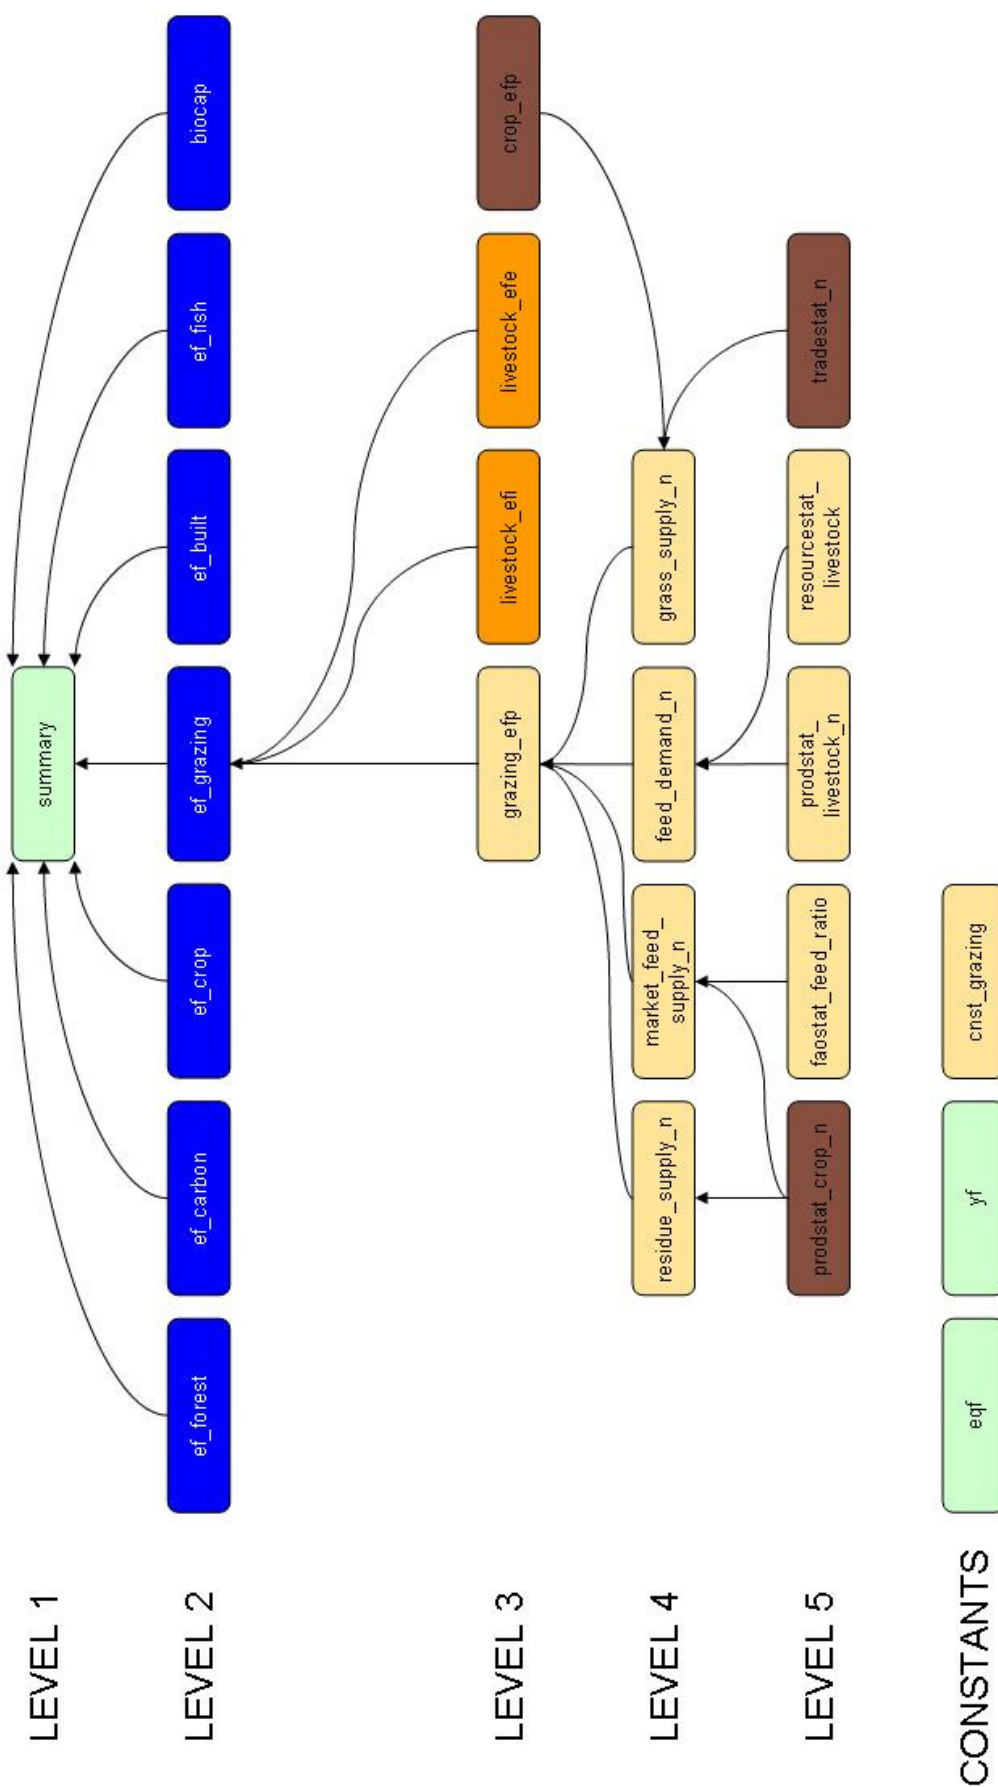 LEVEL 1
summary
LEVEL 2
ef_forest
ef_carbon
ef_crop
ef_grazing
ef_built
ef_fish
biocap
LEVEL 3
grazing_efp
livestock_efi
livestock_efe
crop_efp
LEVEL 4
residue_supply_n
market_feed_
supply_n
feed_demand_n
grass_supply_n
LEVEL 5
prodstat_crop_n
faostat_feed_ratio
prodstat_
livestock_n
resourcestat_
livestock
tradestat_n
CONSTANTS
eqf
yf
cnst_grazing